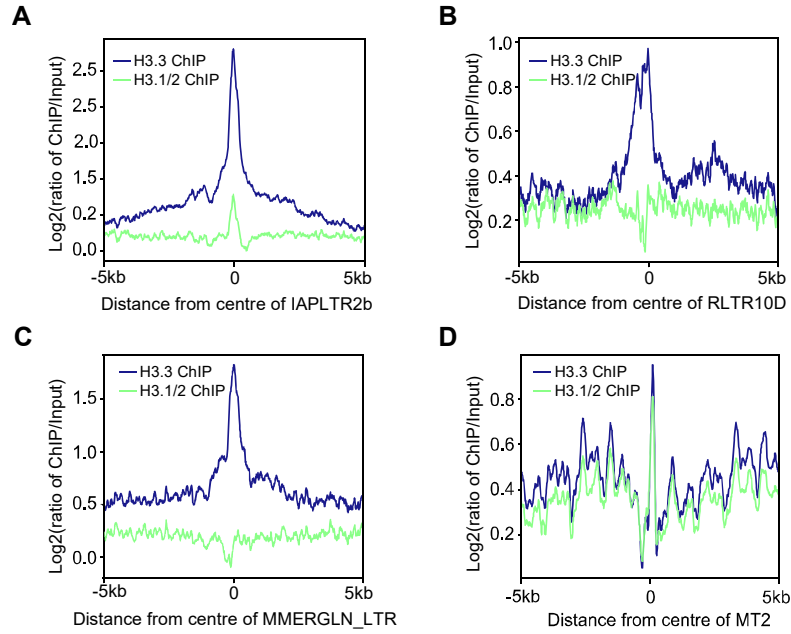 A
Log2(ratio of ChIP/Input)
2.5
2.0
1.5
0.2
0.0
H3.3 ChIP
H3.1/2 ChIP
-5kb 0 5kb
Distance from centre of IAPLTR2b
B
Log2(ratio of ChIP/Input)
1.0
0.8
0.6
0.4
0.2
H3.3 ChIP
H3.1/2 ChIP
-5kb 0 5kb
Distance from centre of RLTR10D
C
Log2(ratio of ChIP/Input)
1.5
1.0
0.5
0.0
H3.3 ChIP
H3.1/2 ChIP
-5kb 0 5kb
Distance from centre of MMERGLN_LTR
D
Log2(ratio of ChIP/Input)
0.8
0.6
0.4
0.2
H3.3 ChIP
H3.1/2 ChIP
-5kb 0 5kb
Distance from centre of MT2